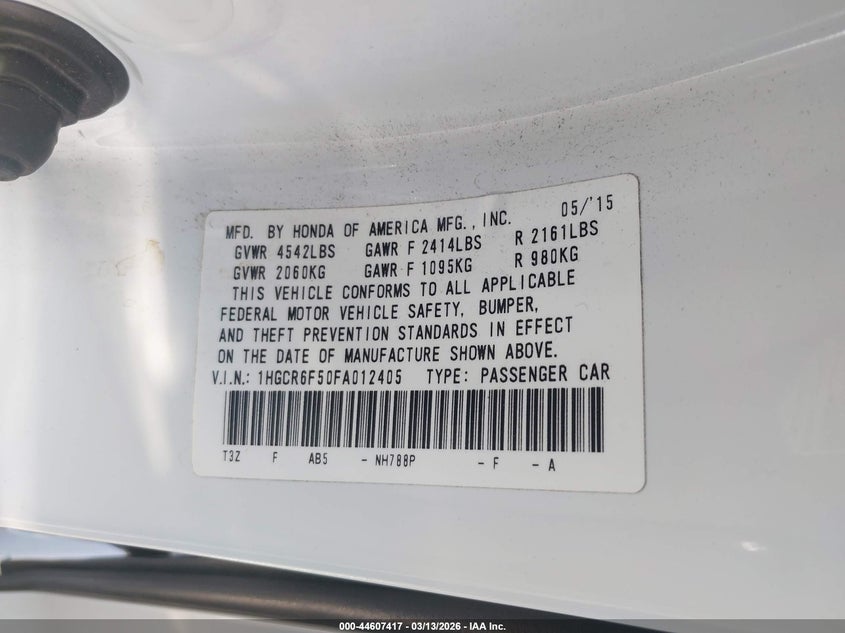 MFD. BY HONDA OF AMERICA MFG., INC. 05/'15
GVWR 4542LBS GAWR F 2414LBS R 2161LBS
GVWR 2060KG GAWR F 1095KG R 980KG
THIS VEHICLE CONFORMS TO ALL APPLICABLE
FEDERAL MOTOR VEHICLE SAFETY, BUMPER,
AND THEFT PREVENTION STANDARDS IN EFFECT
ON THE DATE OF MANUFACTURE SHOWN ABOVE.
V.I.N.: 1HGCR6F50FA012405 TYPE: PASSENGER CAR
T3Z F AB5 - NH788P - F - A
000-44607417 - 03/13/2026 - IAA Inc.